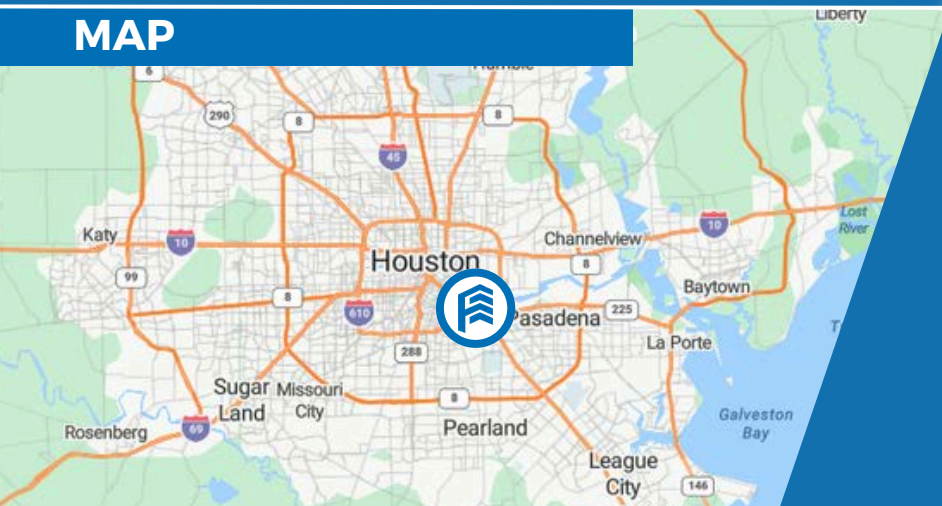 MAP
Liberty
Humble
6
290
8
8
45
Katy
10
Channelview
10
Lost
River
99
Houston
8
8
Baytown
610
Pasadena
225
288
La Porte
Sugar
Land
Missouri
City
8
Galveston
Bay
Rosenberg
69
Pearland
League
City
146